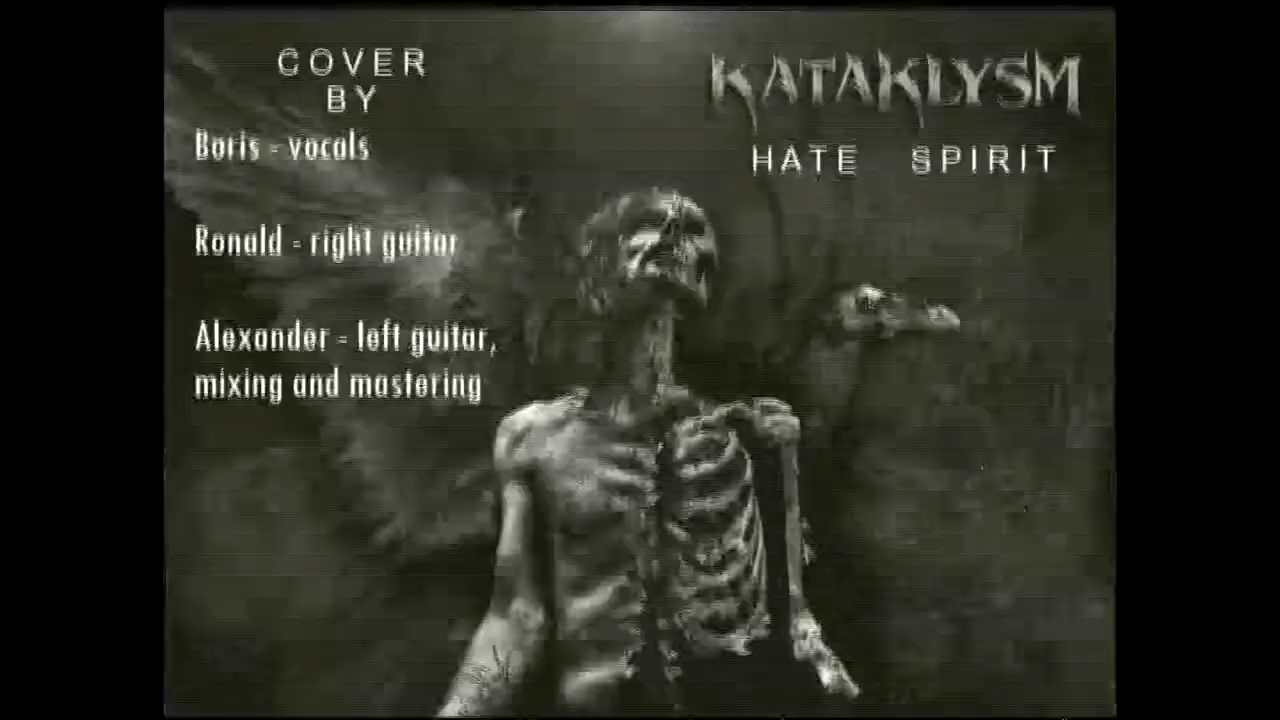 COVER
BY
Boris - vocals
Ronald - right guitar
Alexander - left guitar,
mixing and mastering
KATAKLYSM
HATE SPIRIT